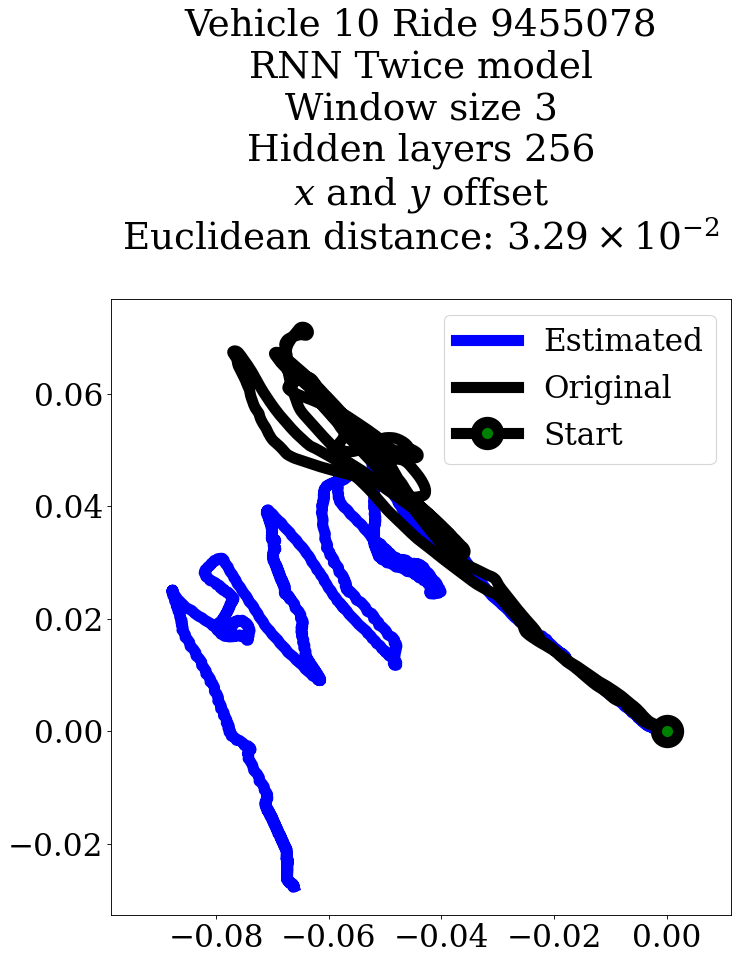 Vehicle 10 Ride 9455078
RNN Twice model
Window size 3
Hidden layers 256
x and y offset
Euclidean distance: 3.29 × 10⁻²
Estimated
Original
Start
0.06
0.04
0.02
0.00
−0.02
−0.08 −0.06 −0.04 −0.02 0.00